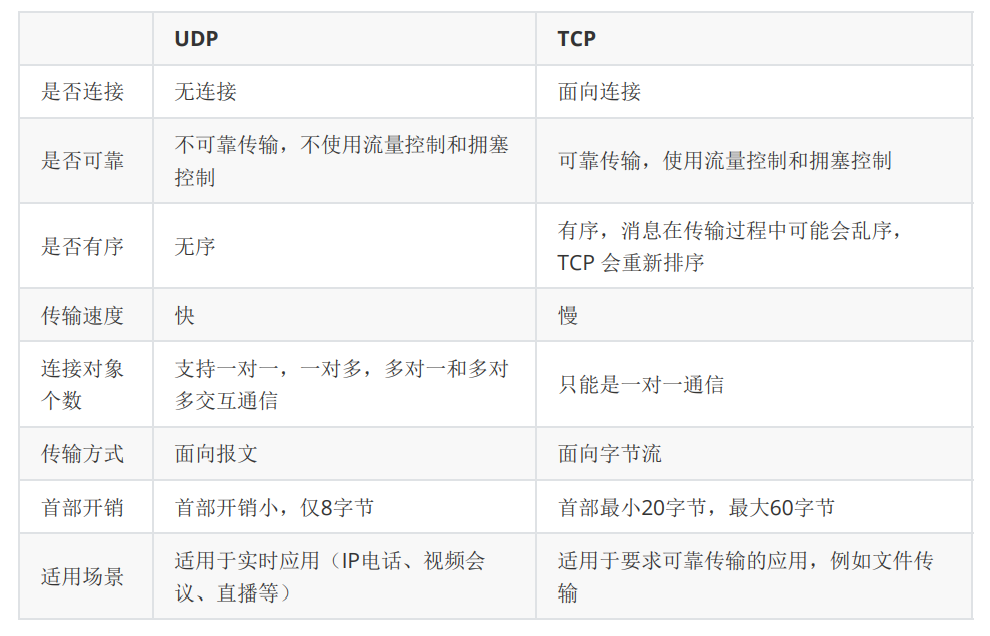 UDP
TCP
是否连接
无连接
面向连接
是否可靠
不可靠传输，不使用流量控制和拥塞
控制
可靠传输，使用流量控制和拥塞控制
是否有序
无序
有序，消息在传输过程中可能会乱序，
TCP 会重新排序
传输速度
快
慢
连接对象
个数
支持一对一，一对多，多对一和多对
多交互通信
只能是一对一通信
传输方式
面向报文
面向字节流
首部开销
首部开销小，仅8字节
首部最小20字节，最大60字节
适用场景
适用于实时应用（IP电话、视频会
议、直播等）
适用于要求可靠传输的应用，例如文件传
输